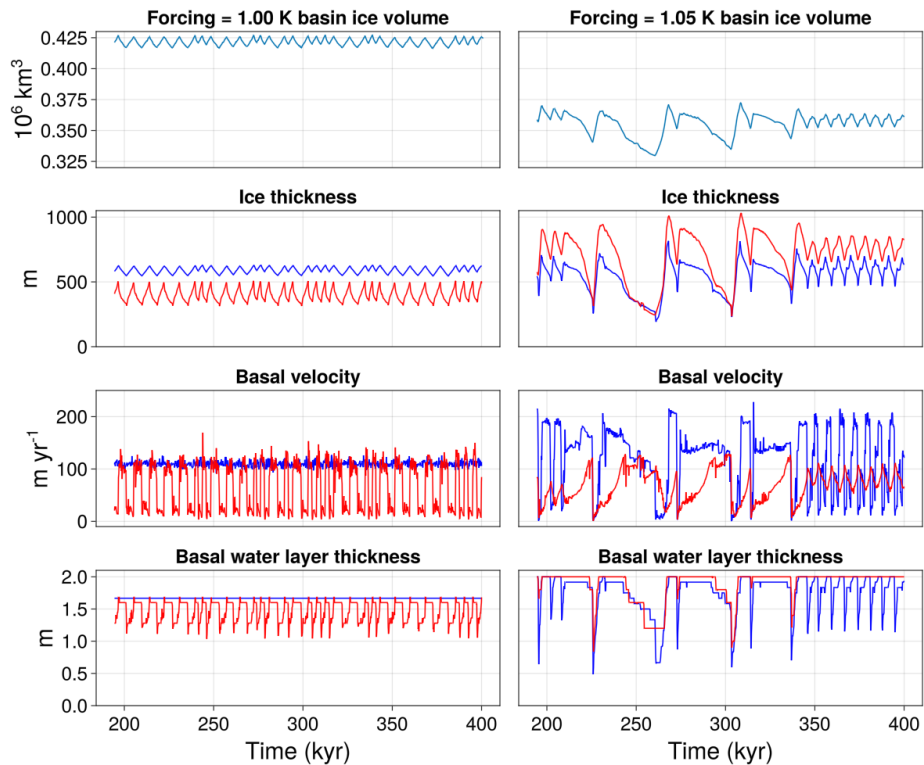 Forcing = 1.00 K basin ice volume
Forcing = 1.05 K basin ice volume
10⁶ km³
0.425
0.400
0.375
0.350
0.325
Ice thickness
Ice thickness
m
1000
500
0
Basal velocity
Basal velocity
m yr⁻¹
200
100
0
Basal water layer thickness
Basal water layer thickness
m
2.0
1.5
1.0
0.5
0.0
200 250 300 350 400
200 250 300 350 400
Time (kyr)
Time (kyr)